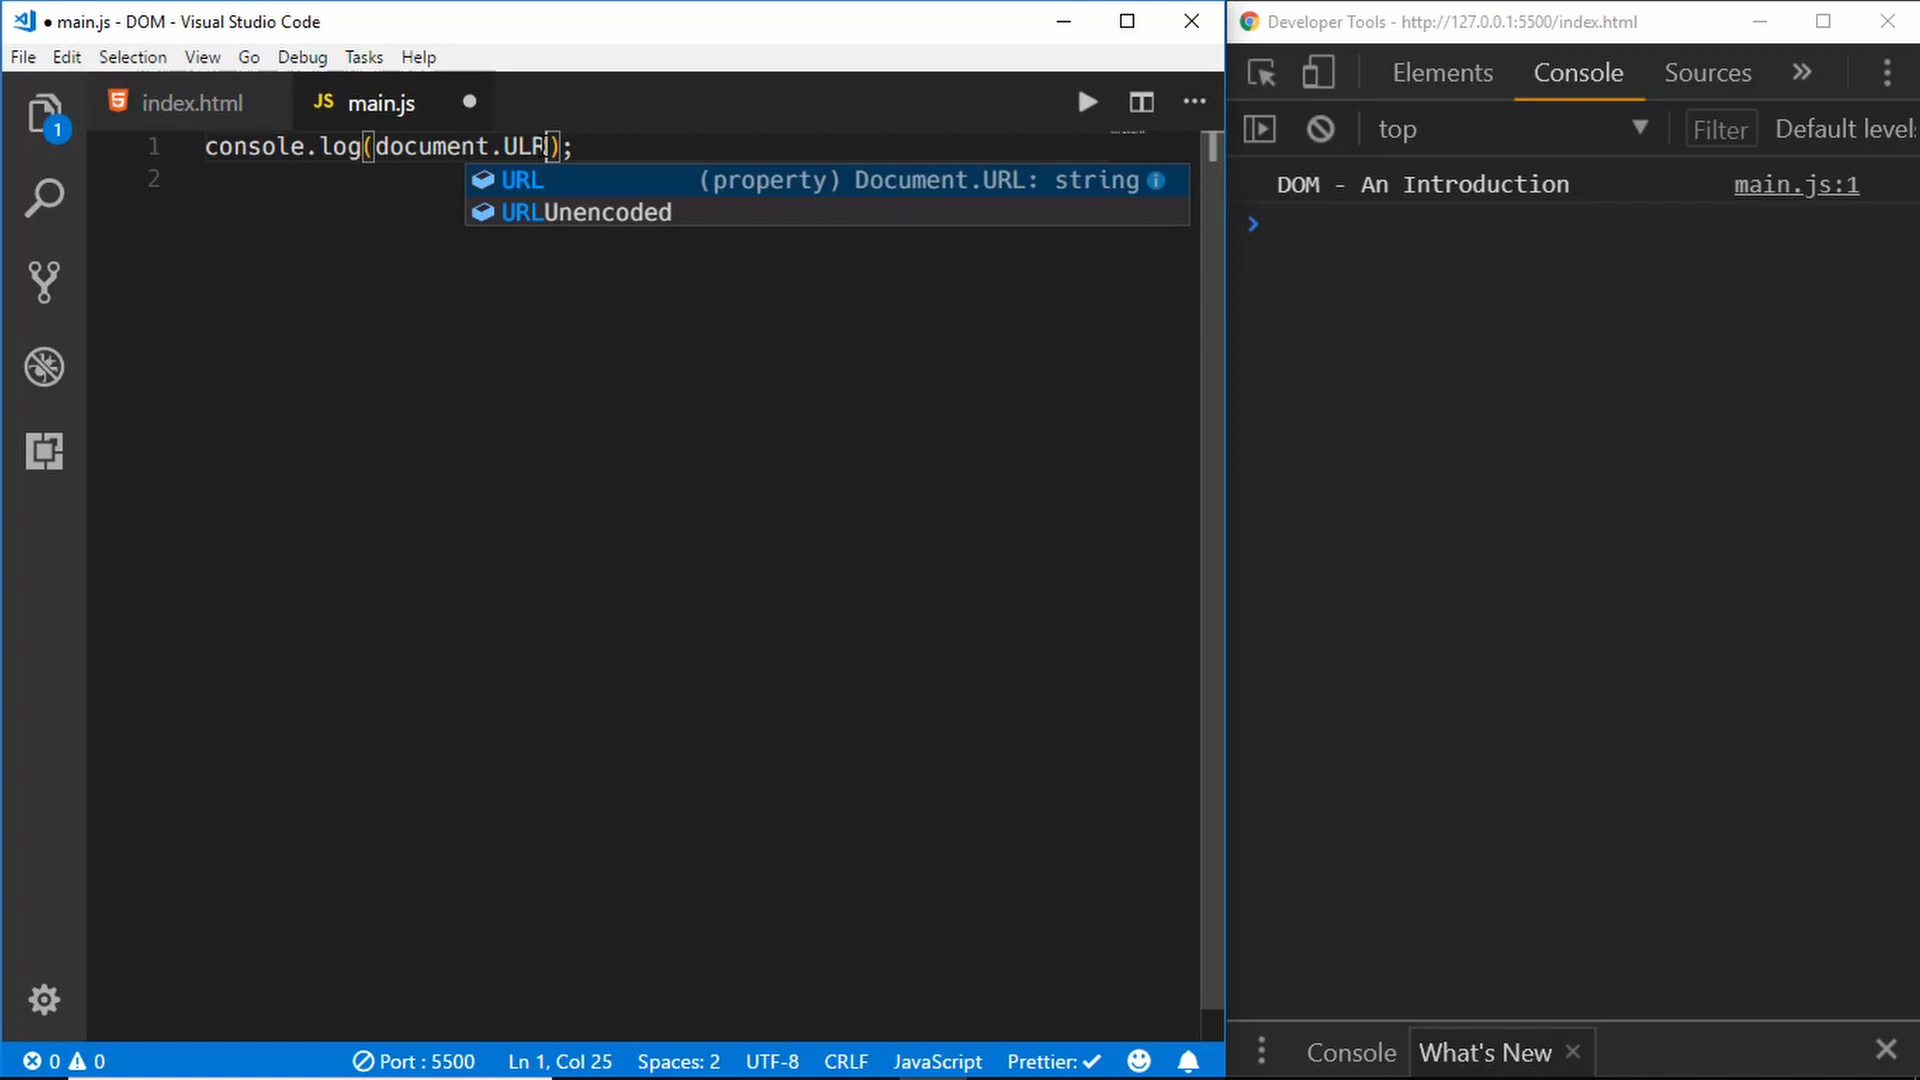 ● main.js - DOM - Visual Studio Code
File Edit Selection View Go Debug Tasks Help
1
index.html
JS main.js
1 console.log(document.ULR);
2
URL (property) Document.URL: string
URLUnencoded
0 0
Port : 5500
Ln 1, Col 25
Spaces: 2
UTF-8
CRLF
JavaScript
Prettier: ✓
Developer Tools - http://127.0.0.1:5500/index.html
Elements Console Sources »
top ▼ Filter Default level
DOM - An Introduction main.js:1
Console What's New